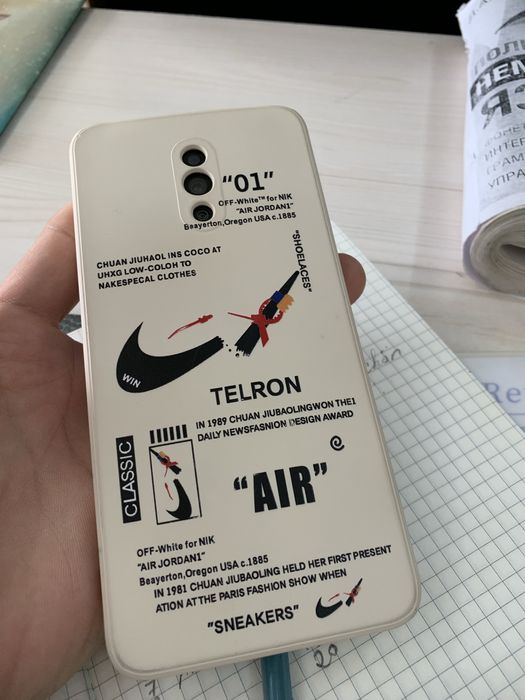 "01"
OFF-White™ for NIK
"AIR JORDAN1"
Beayerton,Oregon USA c.1885
CHUAN JIUHAOL INS COCO AT
UHXG LOW-COLOH TO
NAKESPECAL CLOTHES
"SHOELACES"
WIN
TELRON
IN 1989 CHUAN JIUBAOLINGWON THE1
DAILY NEWSFASNION DESIGN AWARD
CLASSIC
"AIR"
OFF-White for NIK
"AIR JORDAN1"
Beayerton,Oregon USA c.1885
IN 1981 CHUAN JIUBAOLING HELD HER FIRST PRESENT
ATION AT THE PARIS FASHION SHOW WHEN
"SNEAKERS"